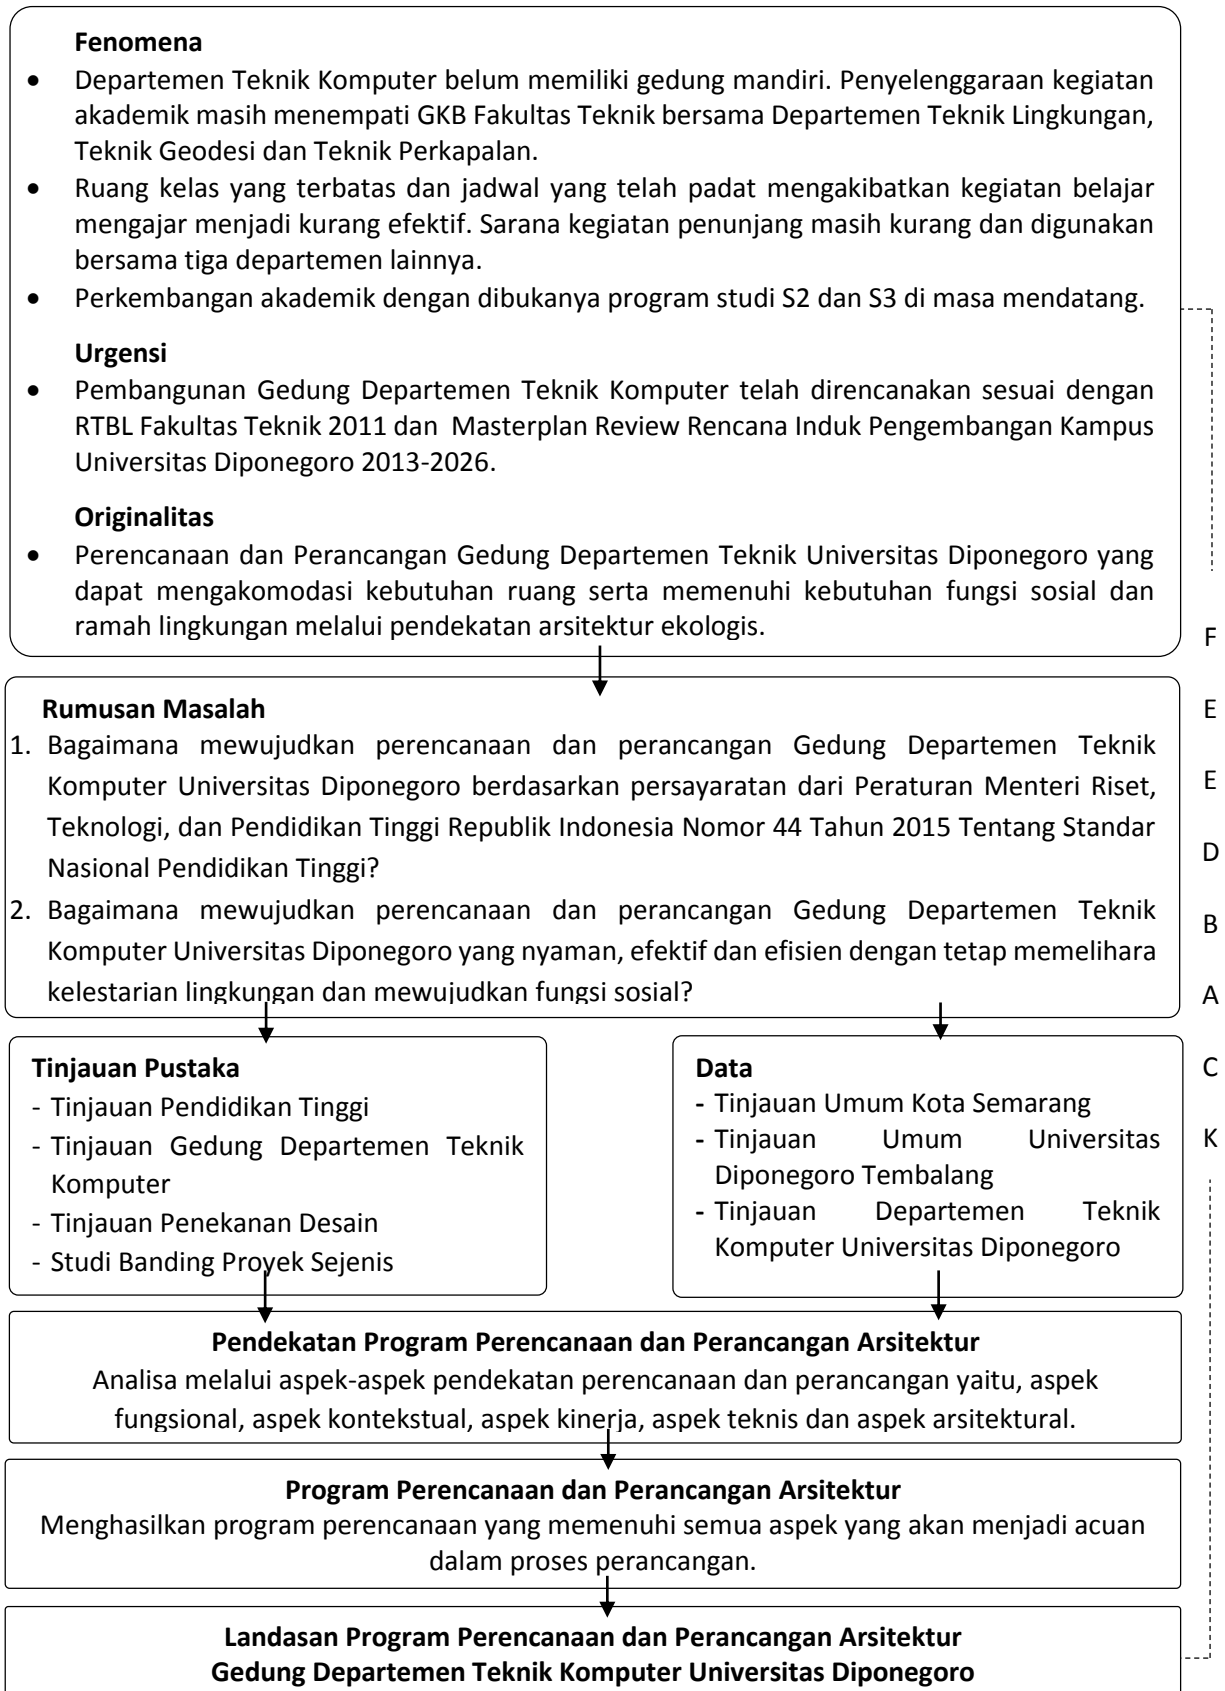 Fenomena
• Departemen Teknik Komputer belum memiliki gedung mandiri. Penyelenggaraan kegiatan
akademik masih menempati GKB Fakultas Teknik bersama Departemen Teknik Lingkungan,
Teknik Geodesi dan Teknik Perkapalan.
• Ruang kelas yang terbatas dan jadwal yang telah padat mengakibatkan kegiatan belajar
mengajar menjadi kurang efektif. Sarana kegiatan penunjang masih kurang dan digunakan
bersama tiga departemen lainnya.
• Perkembangan akademik dengan dibukanya program studi S2 dan S3 di masa mendatang.
Urgensi
• Pembangunan Gedung Departemen Teknik Komputer telah direncanakan sesuai dengan
RTBL Fakultas Teknik 2011 dan Masterplan Review Rencana Induk Pengembangan Kampus
Universitas Diponegoro 2013-2026.
Originalitas
• Perencanaan dan Perancangan Gedung Departemen Teknik Universitas Diponegoro yang
dapat mengakomodasi kebutuhan ruang serta memenuhi kebutuhan fungsi sosial dan
ramah lingkungan melalui pendekatan arsitektur ekologis.
Rumusan Masalah
1. Bagaimana mewujudkan perencanaan dan perancangan Gedung Departemen Teknik
Komputer Universitas Diponegoro berdasarkan persayaratan dari Peraturan Menteri Riset,
Teknologi, dan Pendidikan Tinggi Republik Indonesia Nomor 44 Tahun 2015 Tentang Standar
Nasional Pendidikan Tinggi?
2. Bagaimana mewujudkan perencanaan dan perancangan Gedung Departemen Teknik
Komputer Universitas Diponegoro yang nyaman, efektif dan efisien dengan tetap memelihara
kelestarian lingkungan dan mewujudkan fungsi sosial?
Tinjauan Pustaka
- Tinjauan Pendidikan Tinggi
- Tinjauan Gedung Departemen Teknik
Komputer
- Tinjauan Penekanan Desain
- Studi Banding Proyek Sejenis
Data
- Tinjauan Umum Kota Semarang
- Tinjauan Umum Universitas
Diponegoro Tembalang
- Tinjauan Departemen Teknik
Komputer Universitas Diponegoro
Pendekatan Program Perencanaan dan Perancangan Arsitektur
Analisa melalui aspek-aspek pendekatan perencanaan dan perancangan yaitu, aspek
fungsional, aspek kontekstual, aspek kinerja, aspek teknis dan aspek arsitektural.
Program Perencanaan dan Perancangan Arsitektur
Menghasilkan program perencanaan yang memenuhi semua aspek yang akan menjadi acuan
dalam proses perancangan.
Landasan Program Perencanaan dan Perancangan Arsitektur
Gedung Departemen Teknik Komputer Universitas Diponegoro
F
E
E
D
B
A
C
K